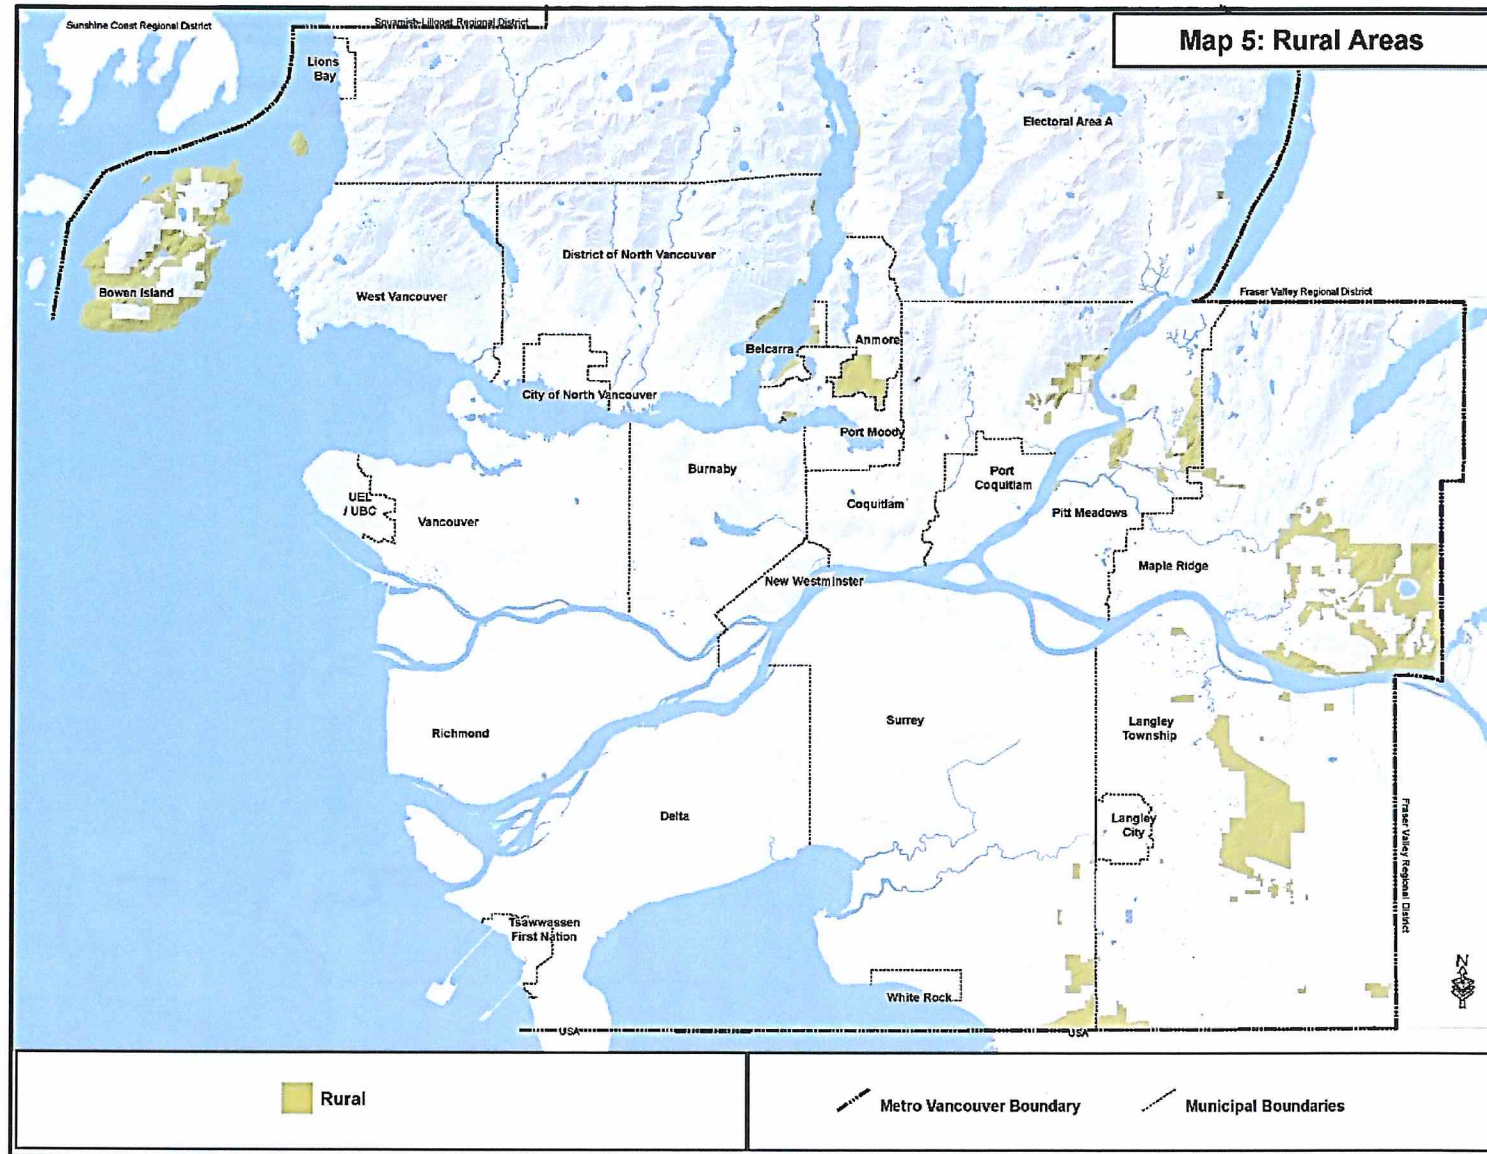 Map 5: Rural Areas
Sunshine Coast Regional District
Squamish-Lillooet Regional District
Lions
Bay
Electoral Area A
Bowen Island
West Vancouver
District of North Vancouver
Fraser Valley Regional District
Belcarra
Anmore
City of North Vancouver
Port Moody
Burnaby
Port
Coquitlam
UEL
/ UBC
Vancouver
Coquitlam
Pitt Meadows
New Westminster
Maple Ridge
Richmond
Surrey
Langley
Township
Delta
Langley
City
Fraser Valley Regional District
Tsawwassen
First Nation
White Rock
N
USA
USA
Rural
Metro Vancouver Boundary
Municipal Boundaries